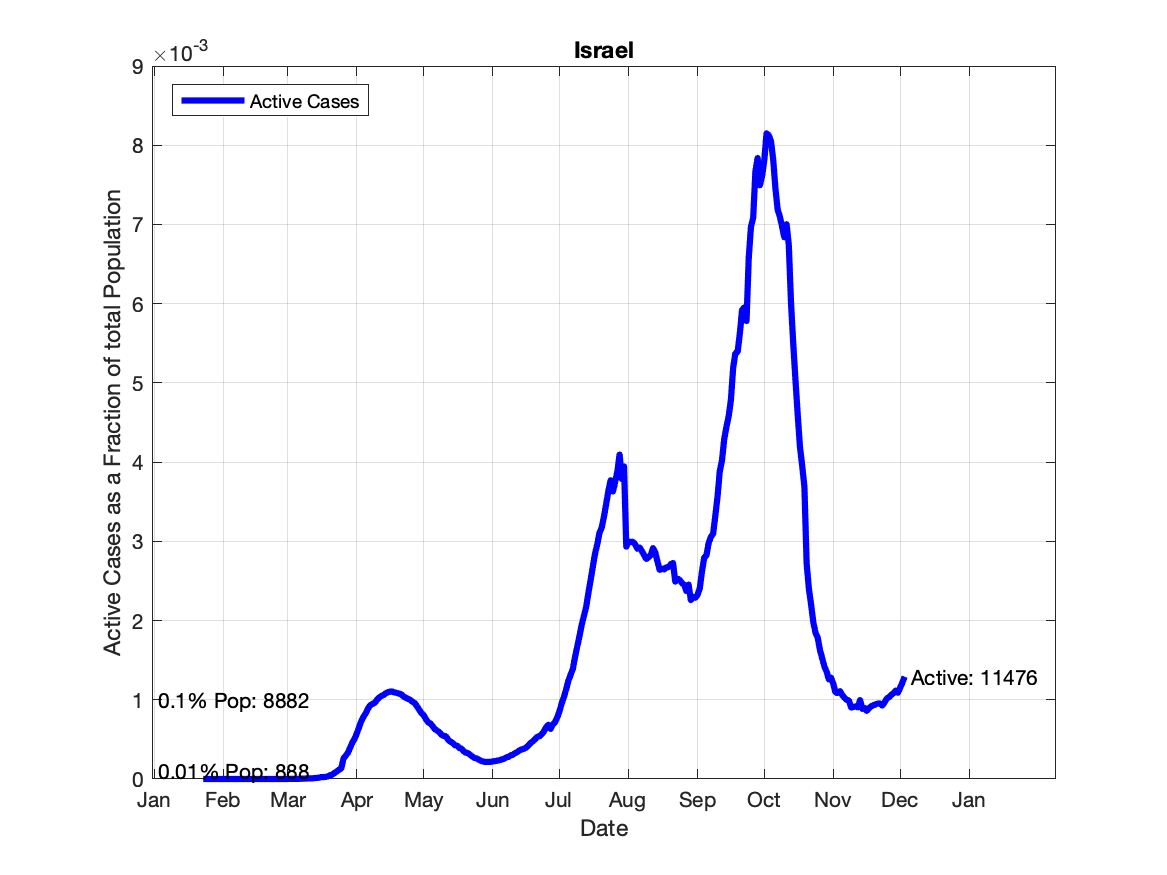 Israel
×10-3
Active Cases
9
8
7
6
5
4
3
2
1
0
Active Cases as a Fraction of total Population
0.1% Pop: 8882
0.01% Pop: 888
Active: 11476
Jan Feb Mar Apr May Jun Jul Aug Sep Oct Nov Dec Jan
Date